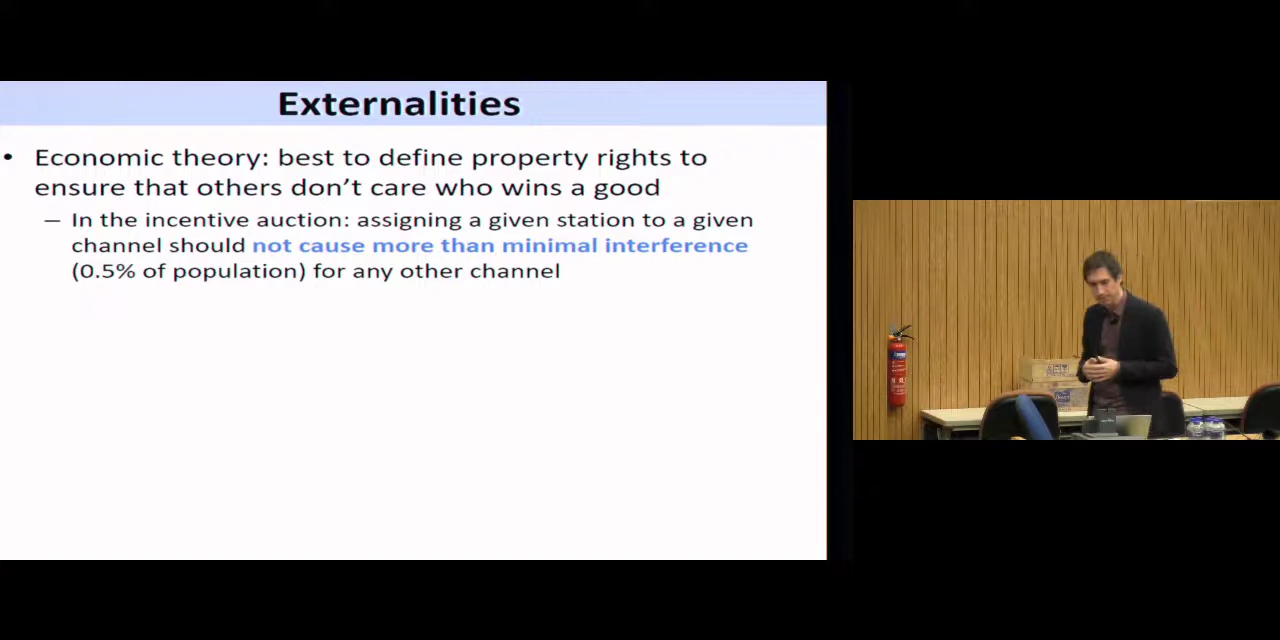 Externalities
• Economic theory: best to define property rights to
ensure that others don’t care who wins a good
– In the incentive auction: assigning a given station to a given
channel should not cause more than minimal interference
(0.5% of population) for any other channel